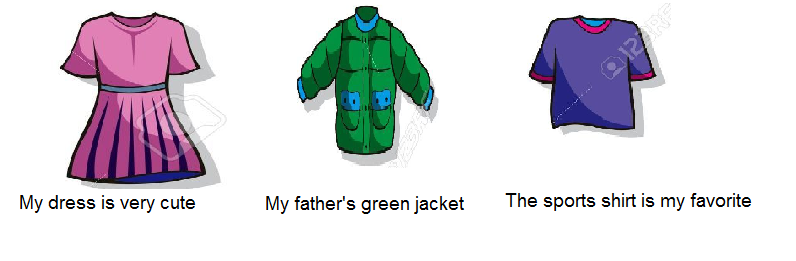 My dress is very cute
My father's green jacket
The sports shirt is my favorite